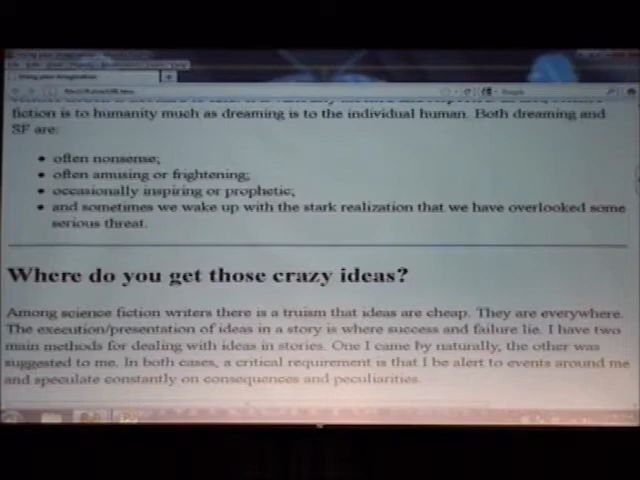 fiction is to humanity much as dreaming is to the individual human. Both dreaming and
SF are:
often nonsense;
often amusing or frightening;
occasionally inspiring or prophetic;
and sometimes we wake up with the stark realization that we have overlooked some
serious threat.
Where do you get those crazy ideas?
Among science fiction writers there is a truism that ideas are cheap. They are everywhere.
The execution/presentation of ideas in a story is where success and failure lie. I have two
main methods for dealing with ideas in stories. One I came by naturally, the other was
suggested to me. In both cases, a critical requirement is that I be alert to events around me
and speculate constantly on consequences and peculiarities.